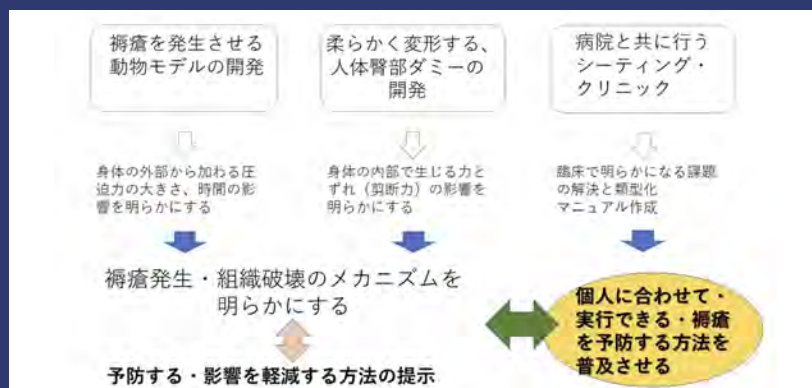 褥瘡を発生させる
動物モデルの開発
柔らかく変形する、
人体臀部ダミーの
開発
病院と共に行う
シーティング・
クリニック
身体の外部から加わる圧
迫力の大きさ、時間の影
響を明らかにする
身体の内部で生じる力と
ずれ（剪断力）の影響を
明らかにする
臨床で明らかになる課題
の解決と類型化
マニュアル作成
褥瘡発生・組織破壊のメカニズムを
明らかにする
個人に合わせて・
実行できる・褥瘡
を予防する方法を
普及させる
予防する・影響を軽減する方法の提示